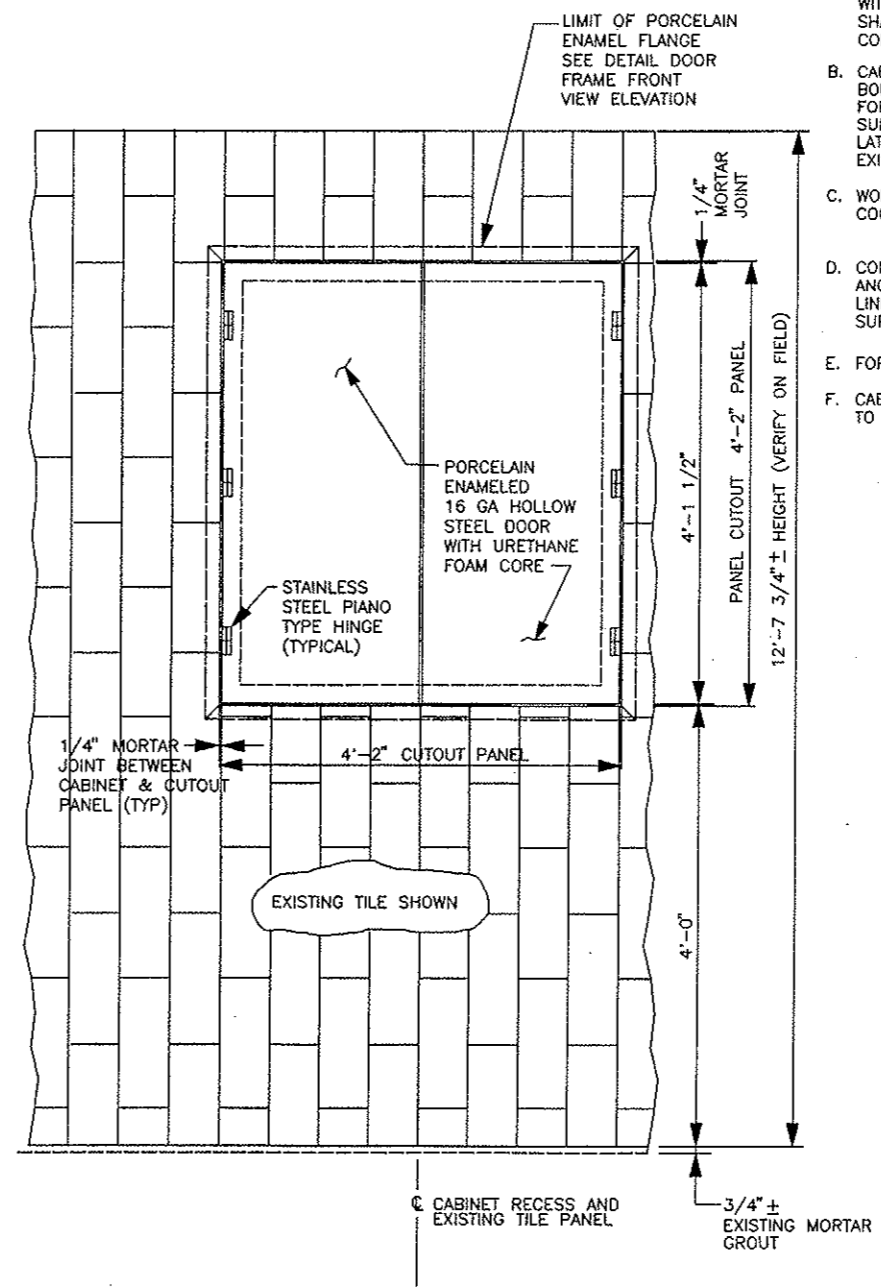 LIMIT OF PORCELAIN
ENAMEL FLANGE
SEE DETAIL DOOR
FRAME FRONT
VIEW ELEVATION
B.
C. WO
D.
E. FOR
F.
TO
1/4"
MORTAR
JOINT
4'-1 1/2"
PANEL CUTOUT 4'-2" PANEL
12'-7 3/4"± HEIGHT (VERIFY ON FIELD)
PORCELAIN
ENAMELED
16 GA HOLLOW
STEEL DOOR
WITH URETHANE
FOAM CORE
STAINLESS
STEEL PIANO
TYPE HINGE
(TYPICAL)
1/4" MORTAR
JOINT BETWEEN
CABINET & CUTOUT
PANEL (TYP)
4'-2" CUTOUT PANEL
EXISTING TILE SHOWN
4'-0"
℄ CABINET RECESS AND
EXISTING TILE PANEL
3/4" ±
EXISTING MORTAR
GROUT